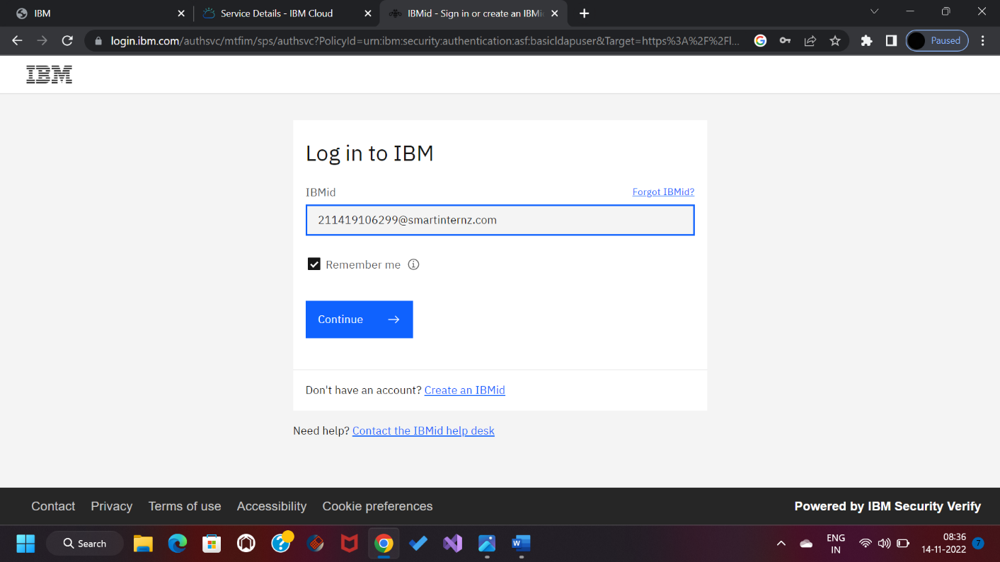 IBM
Service Details - IBM Cloud
IBMid - Sign in or create an IBMi
login.ibm.com/authsvc/mtfim/sps/authsvc?PolicyId=urn:ibm:security:authentication:asf:basicldapuser&Target=https%3A%2F%2Fl...
Paused
IBM
Log in to IBM
IBMid
Forgot IBMid?
211419106299@smartinternz.com
Remember me
Continue
Don't have an account? Create an IBMid
Need help? Contact the IBMid help desk
Contact Privacy Terms of use Accessibility Cookie preferences
Powered by IBM Security Verify
Search
ENG
IN
08:36
14-11-2022
7